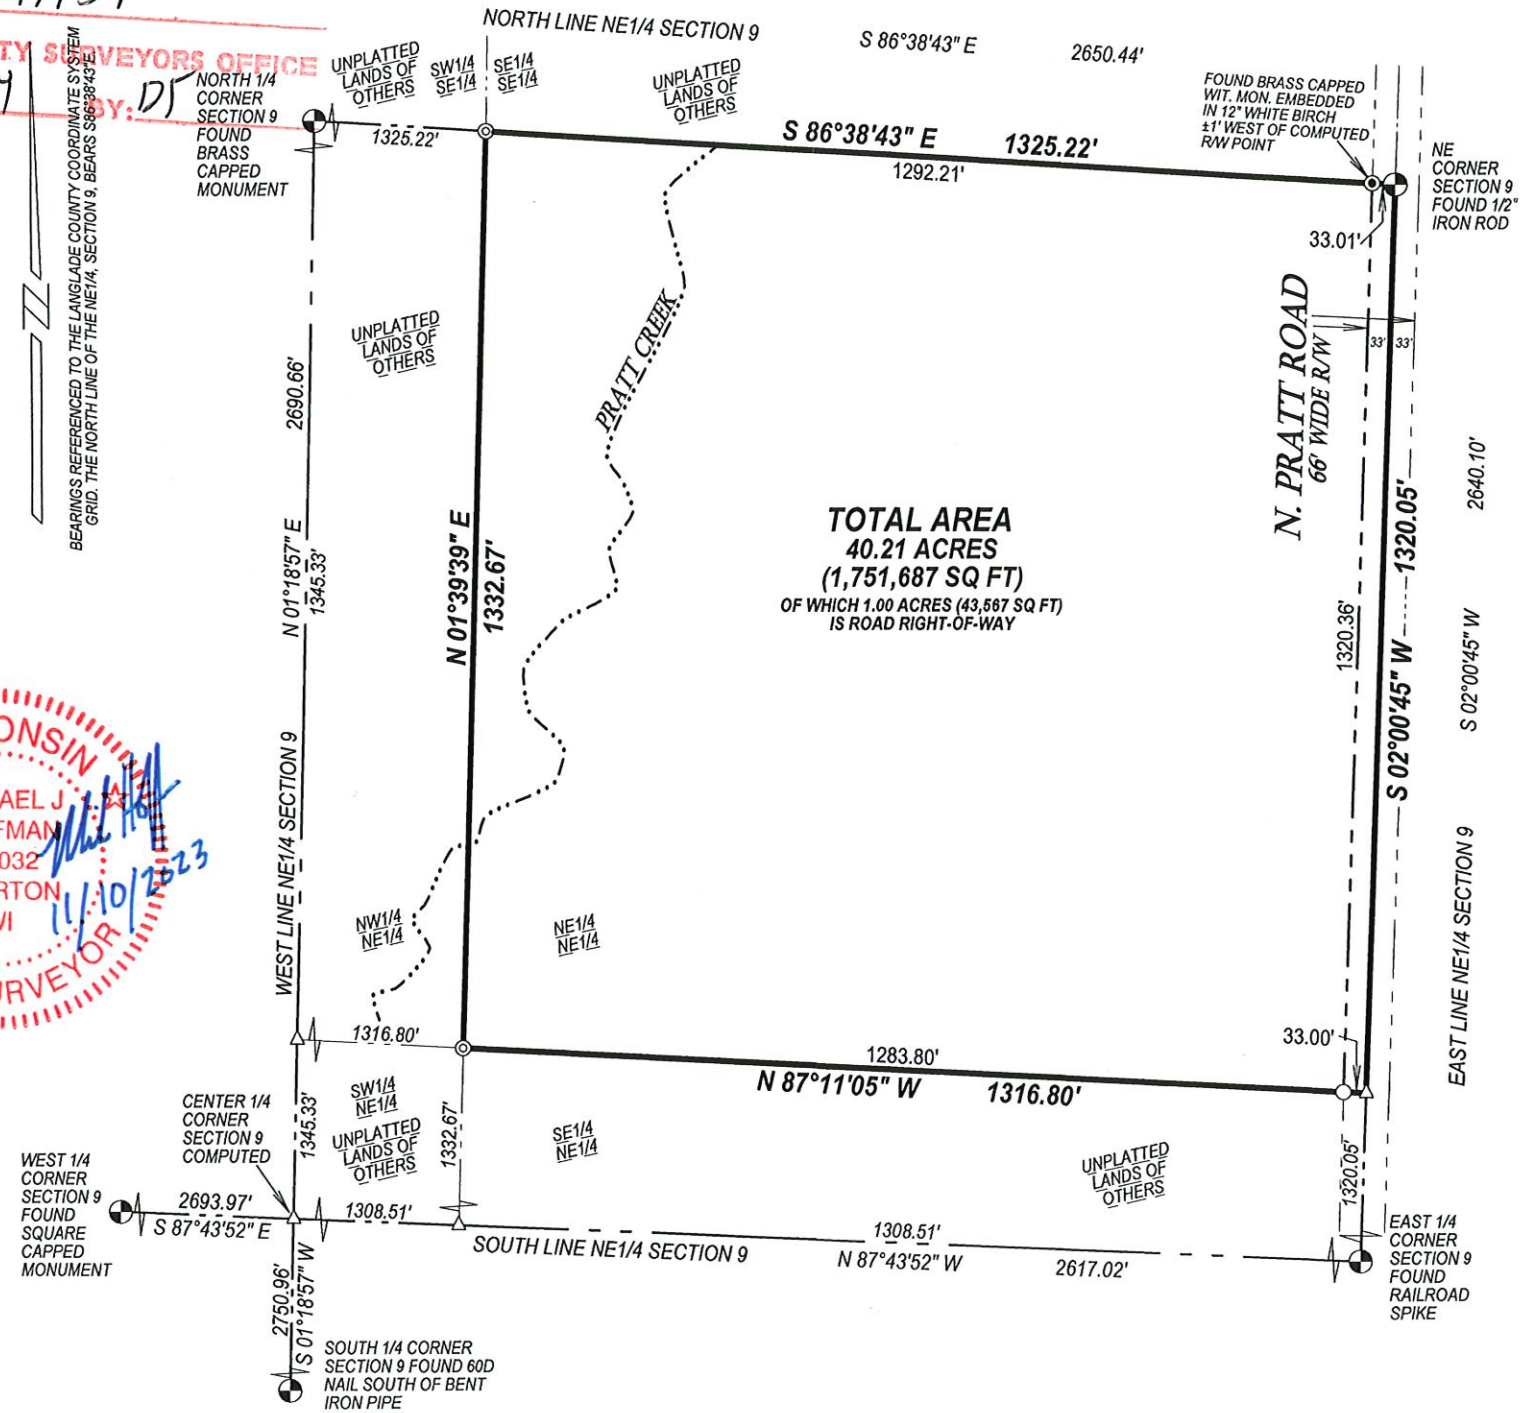 TY SURVEYORS OFFICE
BY: DJ
NORTH LINE NE1/4 SECTION 9
S 86°38'43" E
2650.44'
NORTH 1/4
CORNER
SECTION 9
FOUND
BRASS
CAPPED
MONUMENT
UNPLATTED
LANDS OF
OTHERS
SW1/4
SE1/4
SE1/4
SE1/4
UNPLATTED
LANDS OF
OTHERS
FOUND BRASS CAPPED
WIT. MON. EMBEDDED
IN 12" WHITE BIRCH
±1' WEST OF COMPUTED
R/W POINT
NE
CORNER
SECTION 9
FOUND 1/2"
IRON ROD
1325.22'
S 86°38'43" E 1325.22'
1292.21'
33.01'
BEARINGS REFERENCED TO THE LANGLADE COUNTY COORDINATE SYSTEM
GRID. THE NORTH LINE OF THE NE1/4, SECTION 9, BEARS S86°38'43"E
N
2690.66'
UNPLATTED
LANDS OF
OTHERS
PRATT CREEK
N. PRATT ROAD
66' WIDE R/W
33'
33'
N 01°18'57" E
1345.33'
N 01°39'39" E
1332.67'
TOTAL AREA
40.21 ACRES
(1,751,687 SQ FT)
OF WHICH 1.00 ACRES (43,567 SQ FT)
IS ROAD RIGHT-OF-WAY
1320.36'
S 02°00'45" W 1320.05'
2640.10'
S 02°00'45" W
EAST LINE NE1/4 SECTION 9
WEST LINE NE1/4 SECTION 9
ONSIN
AEL J
FMAN
032
RTON
WI
RVEYOR
11/10/2023
NW1/4
NE1/4
NE1/4
NE1/4
1316.80'
1283.80'
N 87°11'05" W 1316.80'
33.00'
CENTER 1/4
CORNER
SECTION 9
COMPUTED
1345.33'
SW1/4
NE1/4
UNPLATTED
LANDS OF
OTHERS
1332.67'
SE1/4
NE1/4
UNPLATTED
LANDS OF
OTHERS
1320.05'
WEST 1/4
CORNER
SECTION 9
FOUND
SQUARE
CAPPED
MONUMENT
2693.97'
S 87°43'52" E
1308.51'
SOUTH LINE NE1/4 SECTION 9
1308.51'
N 87°43'52" W
2617.02'
EAST 1/4
CORNER
SECTION 9
FOUND
RAILROAD
SPIKE
2750.96'
S 01°18'57" W
SOUTH 1/4 CORNER
SECTION 9 FOUND 60D
NAIL SOUTH OF BENT
IRON PIPE